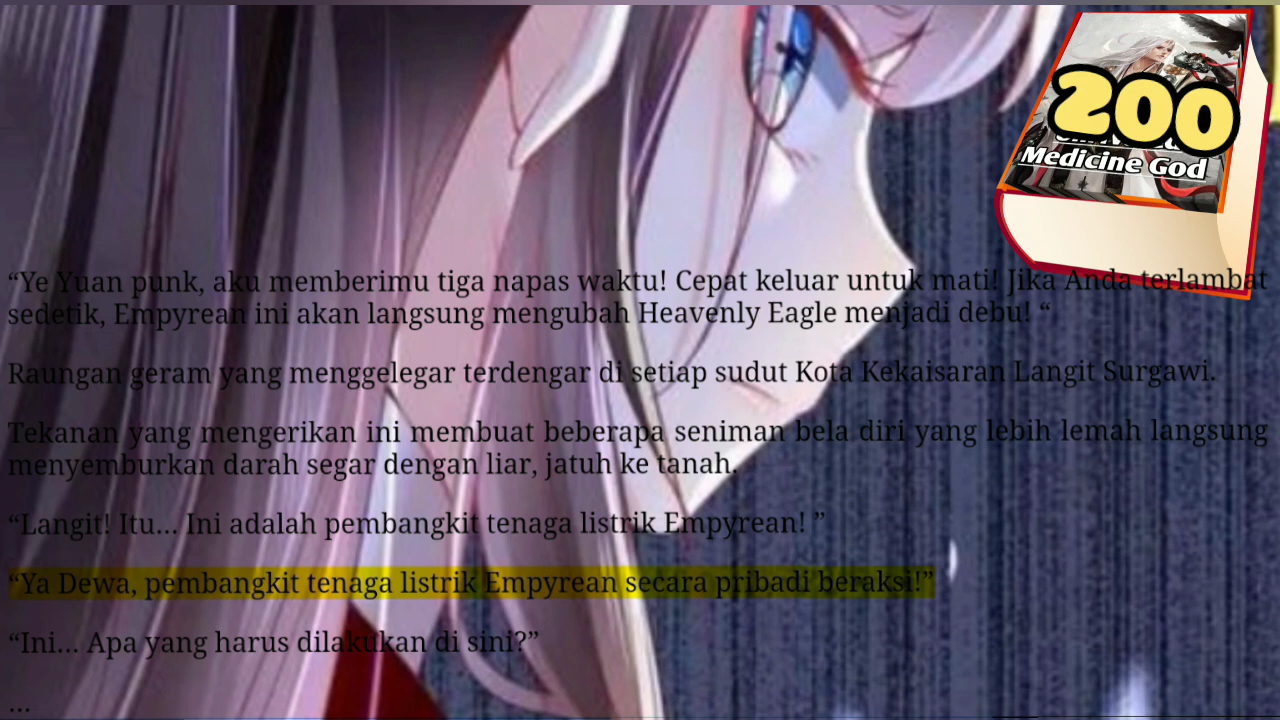 200
Medicine God
“Ye Yuan punk, aku memberimu tiga napas waktu! Cepat keluar untuk mati! Jika Anda terlambat
sedetik, Empyrean ini akan langsung mengubah Heavenly Eagle menjadi debu! “
Raungan geram yang menggelegar terdengar di setiap sudut Kota Kekaisaran Langit Surgawi.
Tekanan yang mengerikan ini membuat beberapa seniman bela diri yang lebih lemah langsung
menyemburkan darah segar dengan liar, jatuh ke tanah.
“Langit! Itu… Ini adalah pembangkit tenaga listrik Empyrean! ”
“Ya Dewa, pembangkit tenaga listrik Empyrean secara pribadi beraksi!”
“Ini… Apa yang harus dilakukan di sini?”
…